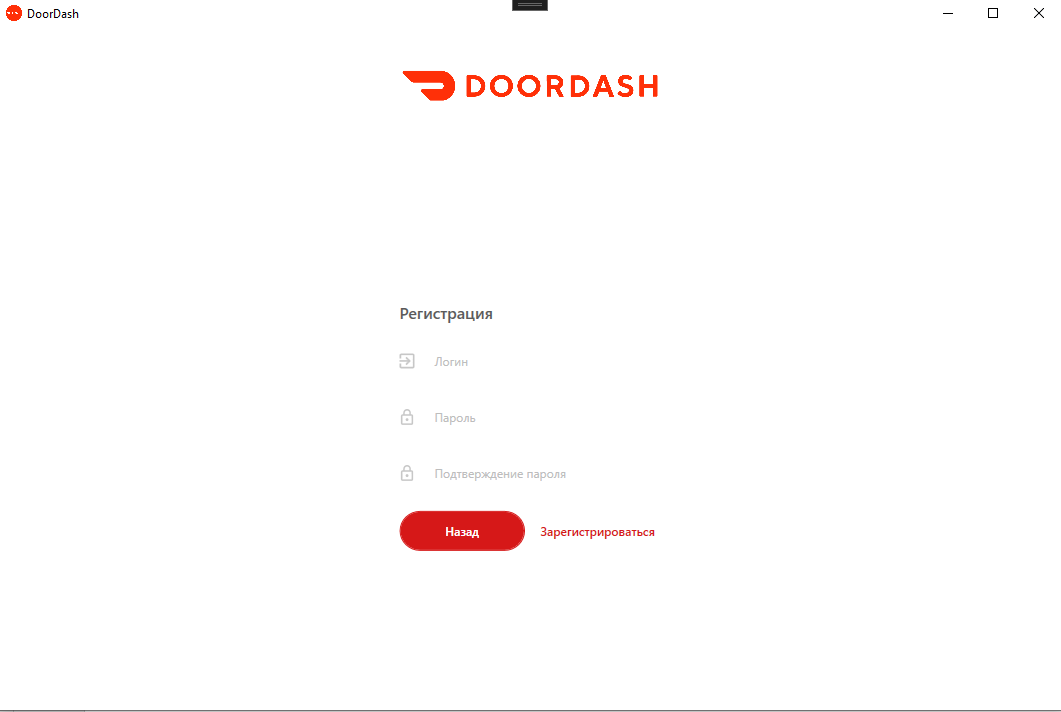 DoorDash
DOORDASH
Регистрация
Логин
Пароль
Подтверждение пароля
Назад
Зарегистрироваться